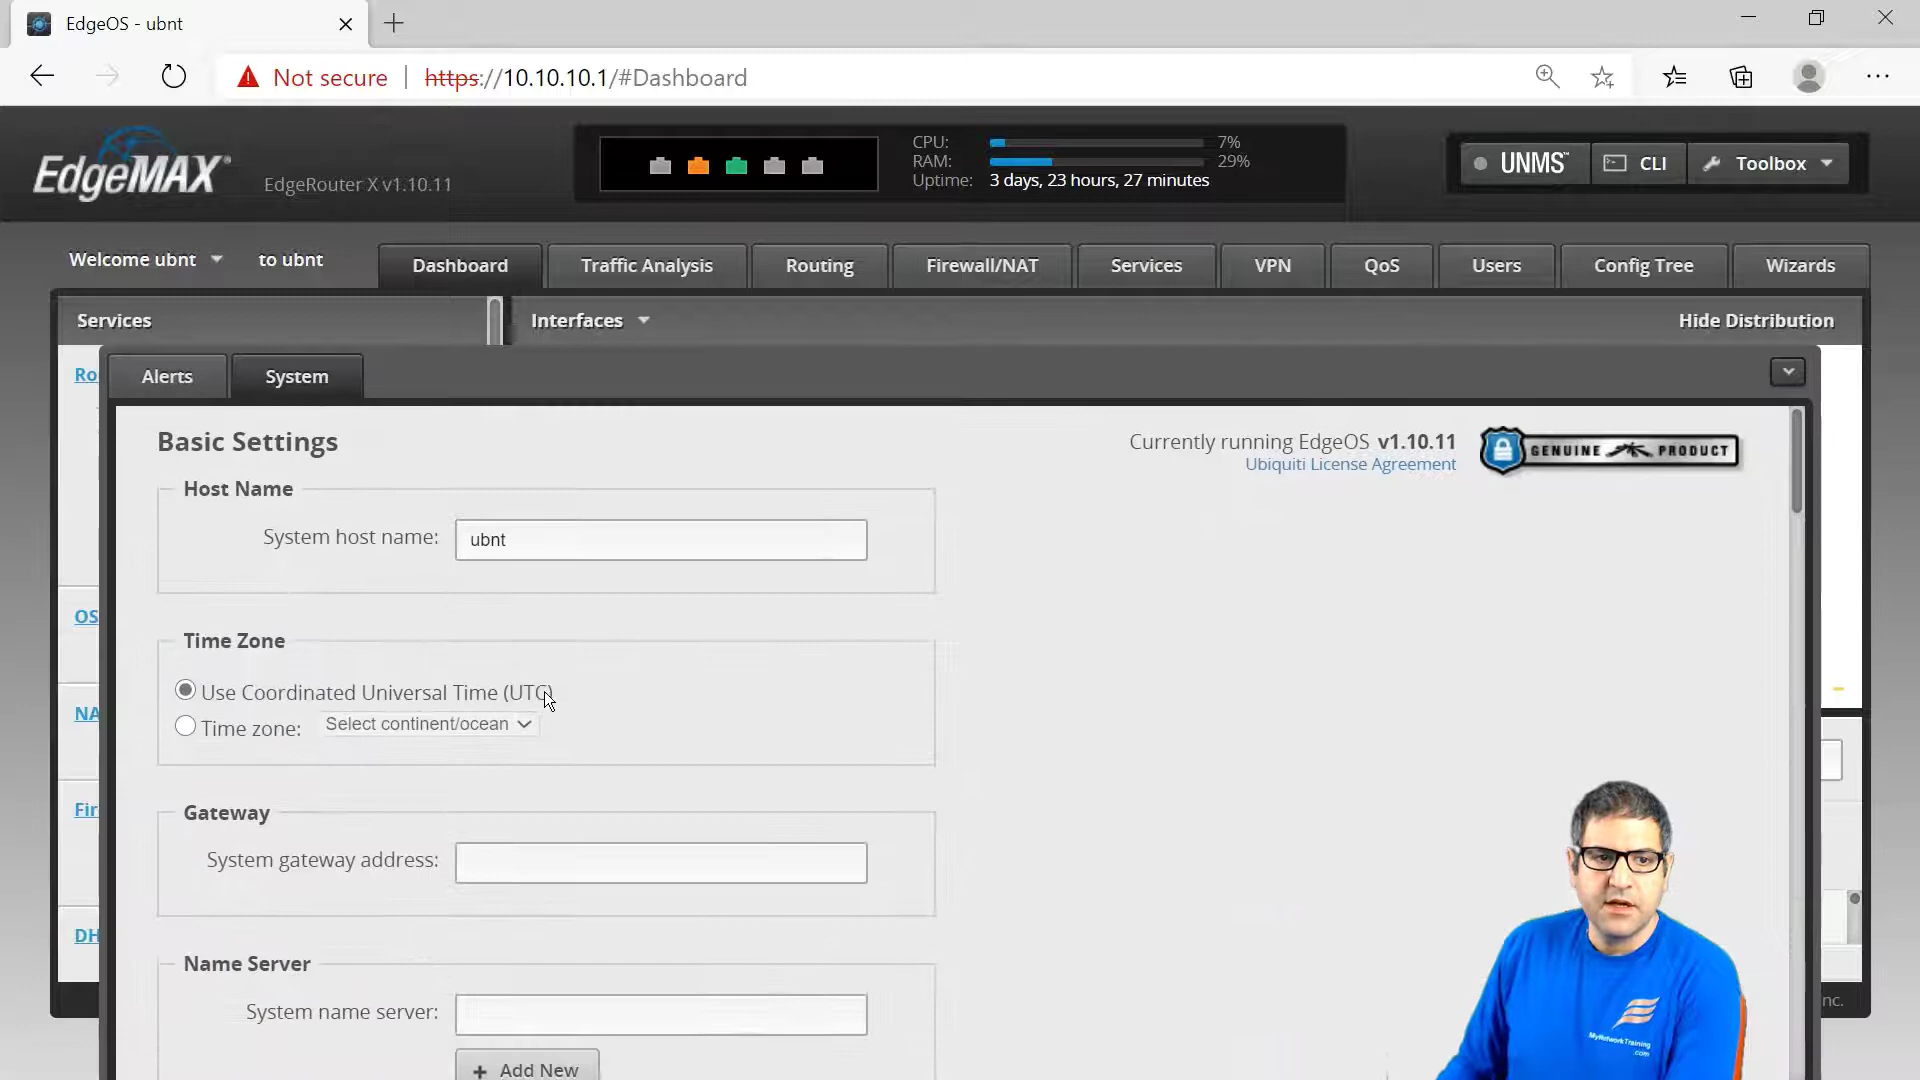 EdgeOS - ubnt
Not secure
https://10.10.10.1/#Dashboard
EdgeMAX®
EdgeRouter X v1.10.11
CPU: 7%
RAM: 29%
Uptime: 3 days, 23 hours, 27 minutes
UNMS™
CLI
Toolbox
Welcome ubnt
to ubnt
Dashboard
Traffic Analysis
Routing
Firewall/NAT
Services
VPN
QoS
Users
Config Tree
Wizards
Services
Interfaces
Hide Distribution
Ro
OS
NA
Fir
DH
Alerts
System
Basic Settings
Currently running EdgeOS v1.10.11
Ubiquiti License Agreement
GENUINE PRODUCT
Host Name
System host name: ubnt
Time Zone
Use Coordinated Universal Time (UTC)
Time zone: Select continent/ocean
Gateway
System gateway address:
Name Server
System name server:
+ Add New
nc.
MyNetworkTraining
.com